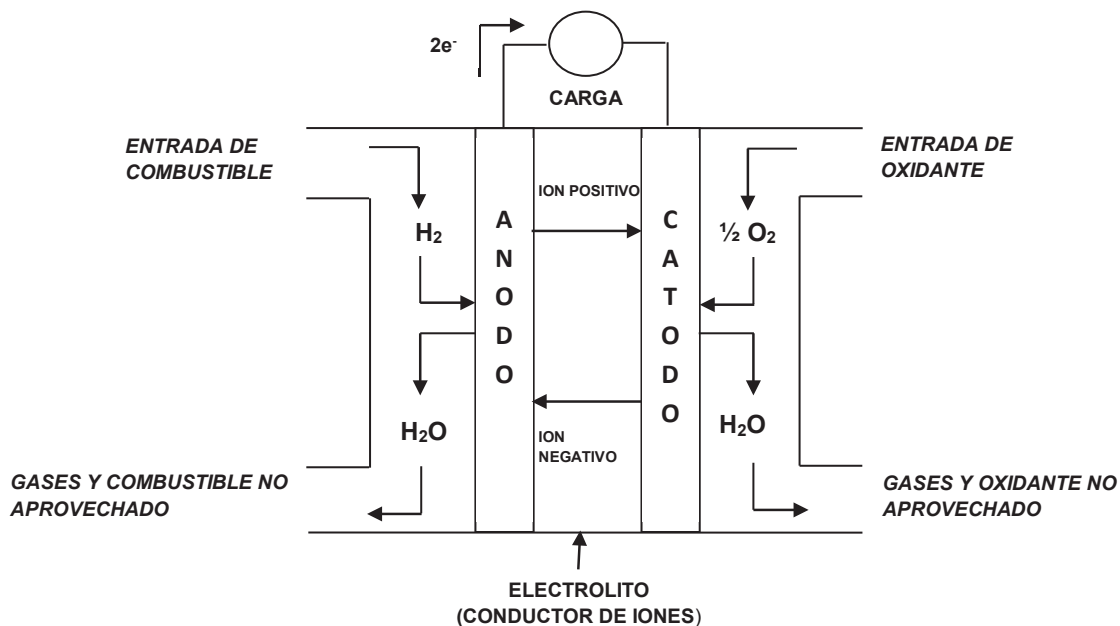 2e-
CARGA
ENTRADA DE
COMBUSTIBLE
ENTRADA DE
OXIDANTE
ION POSITIVO
H2
A
N
O
D
O
C
A
T
O
D
O
½ O2
H2O
ION
NEGATIVO
H2O
GASES Y COMBUSTIBLE NO
APROVECHADO
GASES Y OXIDANTE NO
APROVECHADO
ELECTROLITO
(CONDUCTOR DE IONES)